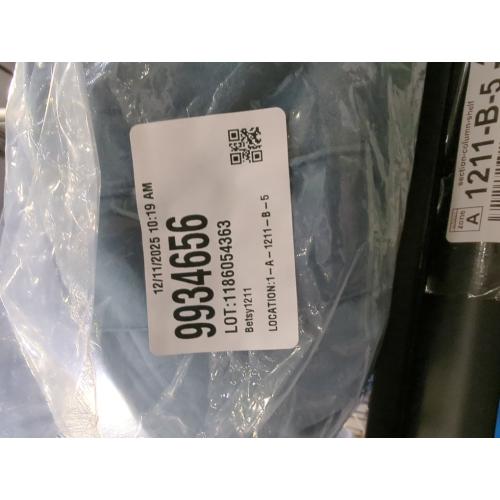 12/11/2025 10:19 AM
9934656
LOT:1186054363
Betsy1211
LOCATION:1-A-1211-B-5
section-column-shelf
A
1211-B-5